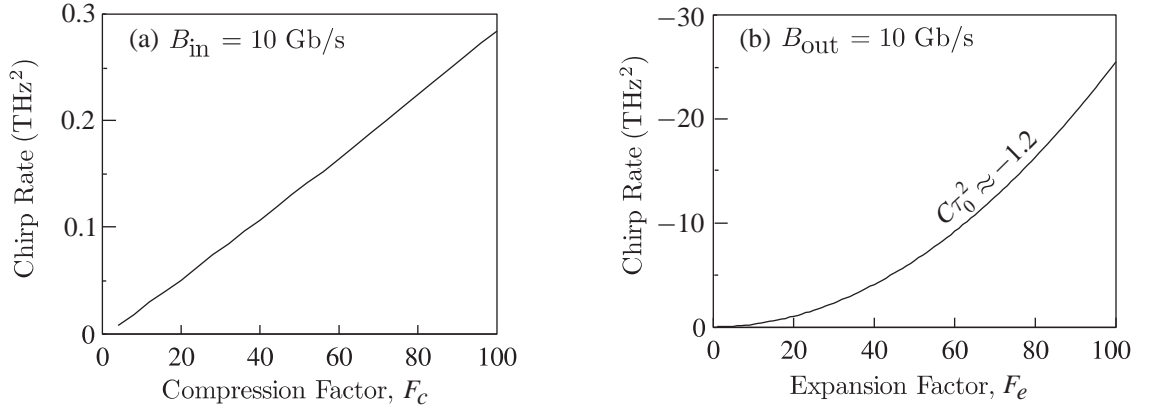 (a) B_in = 10 Gb/s
Chirp Rate (THz²)
0.3
0.2
0.1
0
0 20 40 60 80 100
Compression Factor, F_c
(b) B_out = 10 Gb/s
Chirp Rate (THz²)
−30
−20
−10
0
Cτ₀² ≈ −1.2
0 20 40 60 80 100
Expansion Factor, F_e